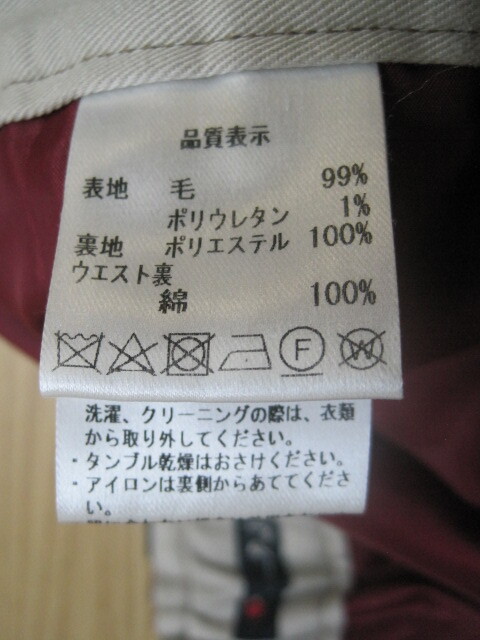 品質表示
表地 毛 99%
ポリウレタン 1%
裏地 ポリエステル 100%
ウエスト裏
綿 100%
F W
洗濯、クリーニングの際は、衣類
から取り外してください。
・タンブル乾燥はおさけください。
・アイロンは裏側からあててくださ
い。